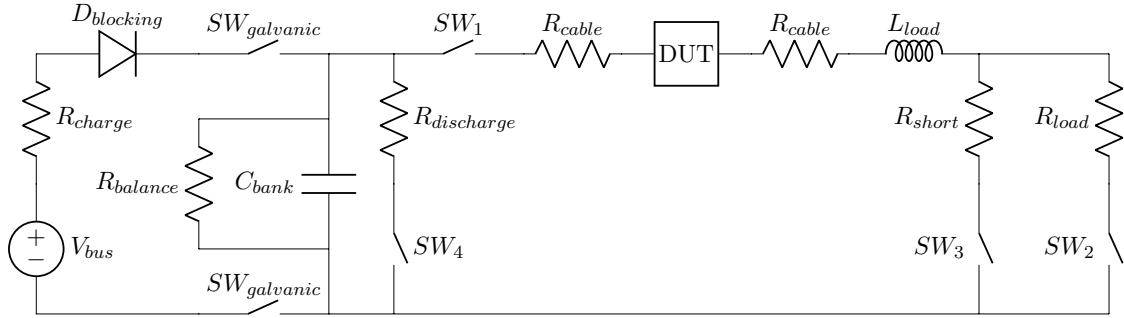 D_blocking
SW_galvanic
SW_1
R_cable
DUT
R_cable
L_load
R_charge
R_discharge
R_short
R_load
R_balance
C_bank
+
−
V_bus
SW_4
SW_3
SW_2
SW_galvanic